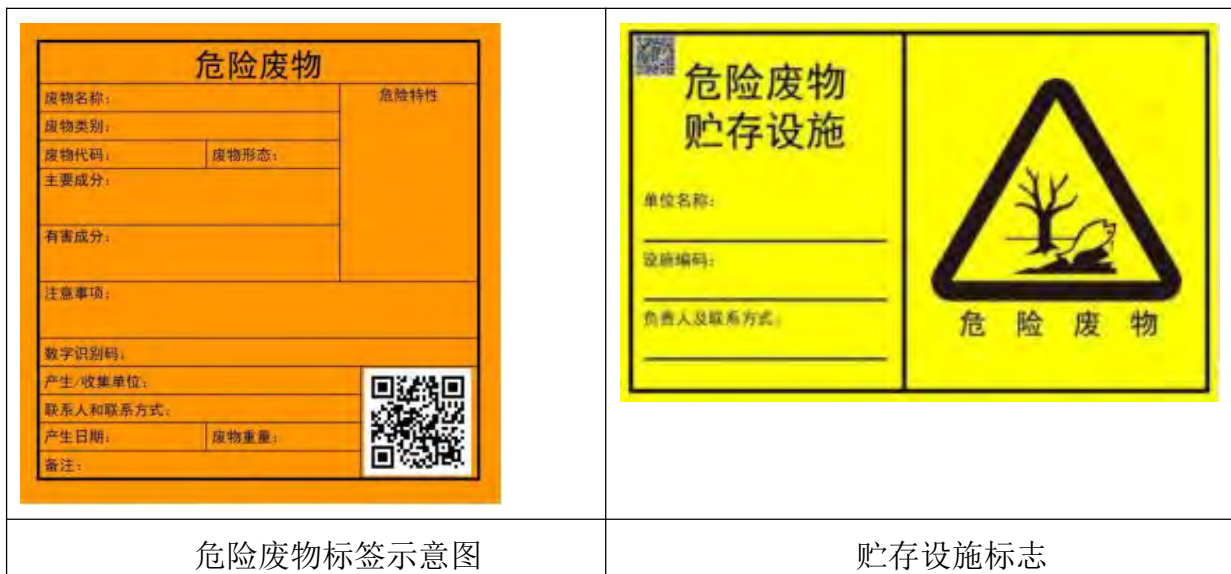 危险废物
废物名称：
危险特性
废物类别：
废物代码：
废物形态：
主要成分：
有害成分：
注意事项：
数字识别码：
产生/收集单位：
联系人和联系方式：
产生日期：
废物重量：
备注：
危险废物
贮存设施
单位名称：
设施编码：
负责人及联系方式：
危险废物
危险废物标签示意图
贮存设施标志